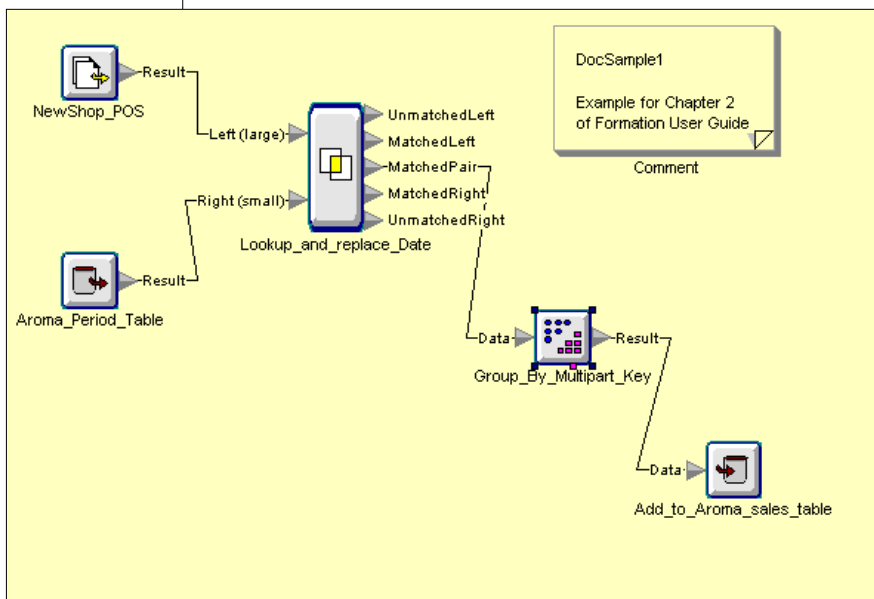 Result
NewShop_POS
Left (large)
Right (small)
Result
Aroma_Period_Table
UnmatchedLeft
MatchedLeft
MatchedPair
MatchedRight
UnmatchedRight
Lookup_and_replace_Date
DocSample1
Example for Chapter 2
of Formation User Guide
Comment
Data
Result
Group_By_Multipart_Key
Data
Add_to_Aroma_sales_table